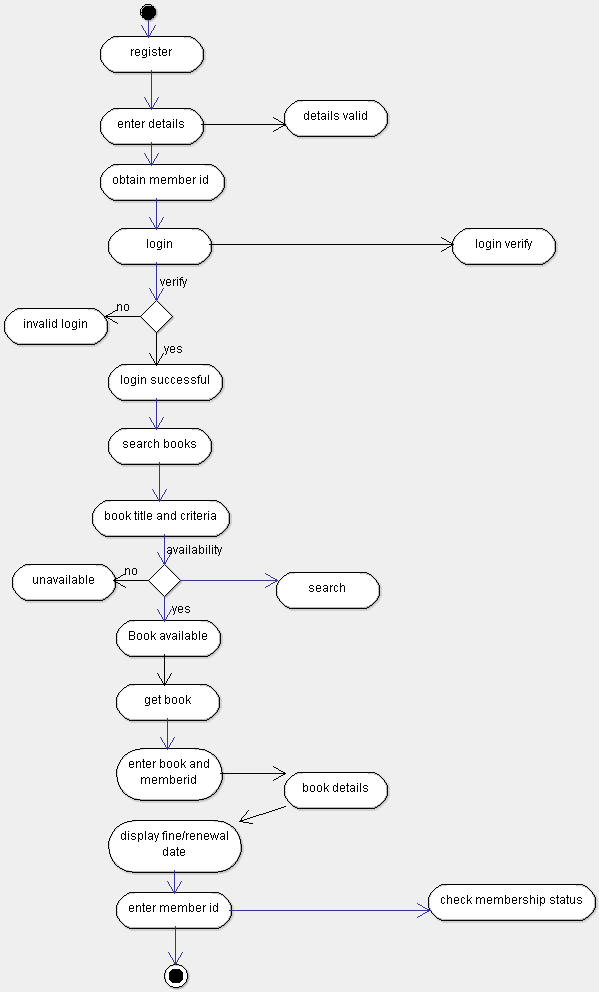 register
enter details
details valid
obtain member id
login
login verify
verify
no
invalid login
yes
login successful
search books
book title and criteria
availability
no
unavailable
search
yes
Book available
get book
enter book and
memberid
book details
display fine/renewal
date
enter member id
check membership status